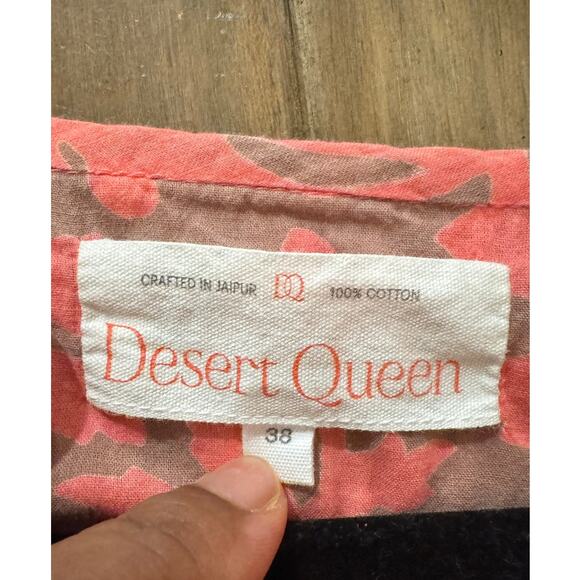 CRAFTED IN JAIPUR DQ 100% COTTON
Desert Queen
38